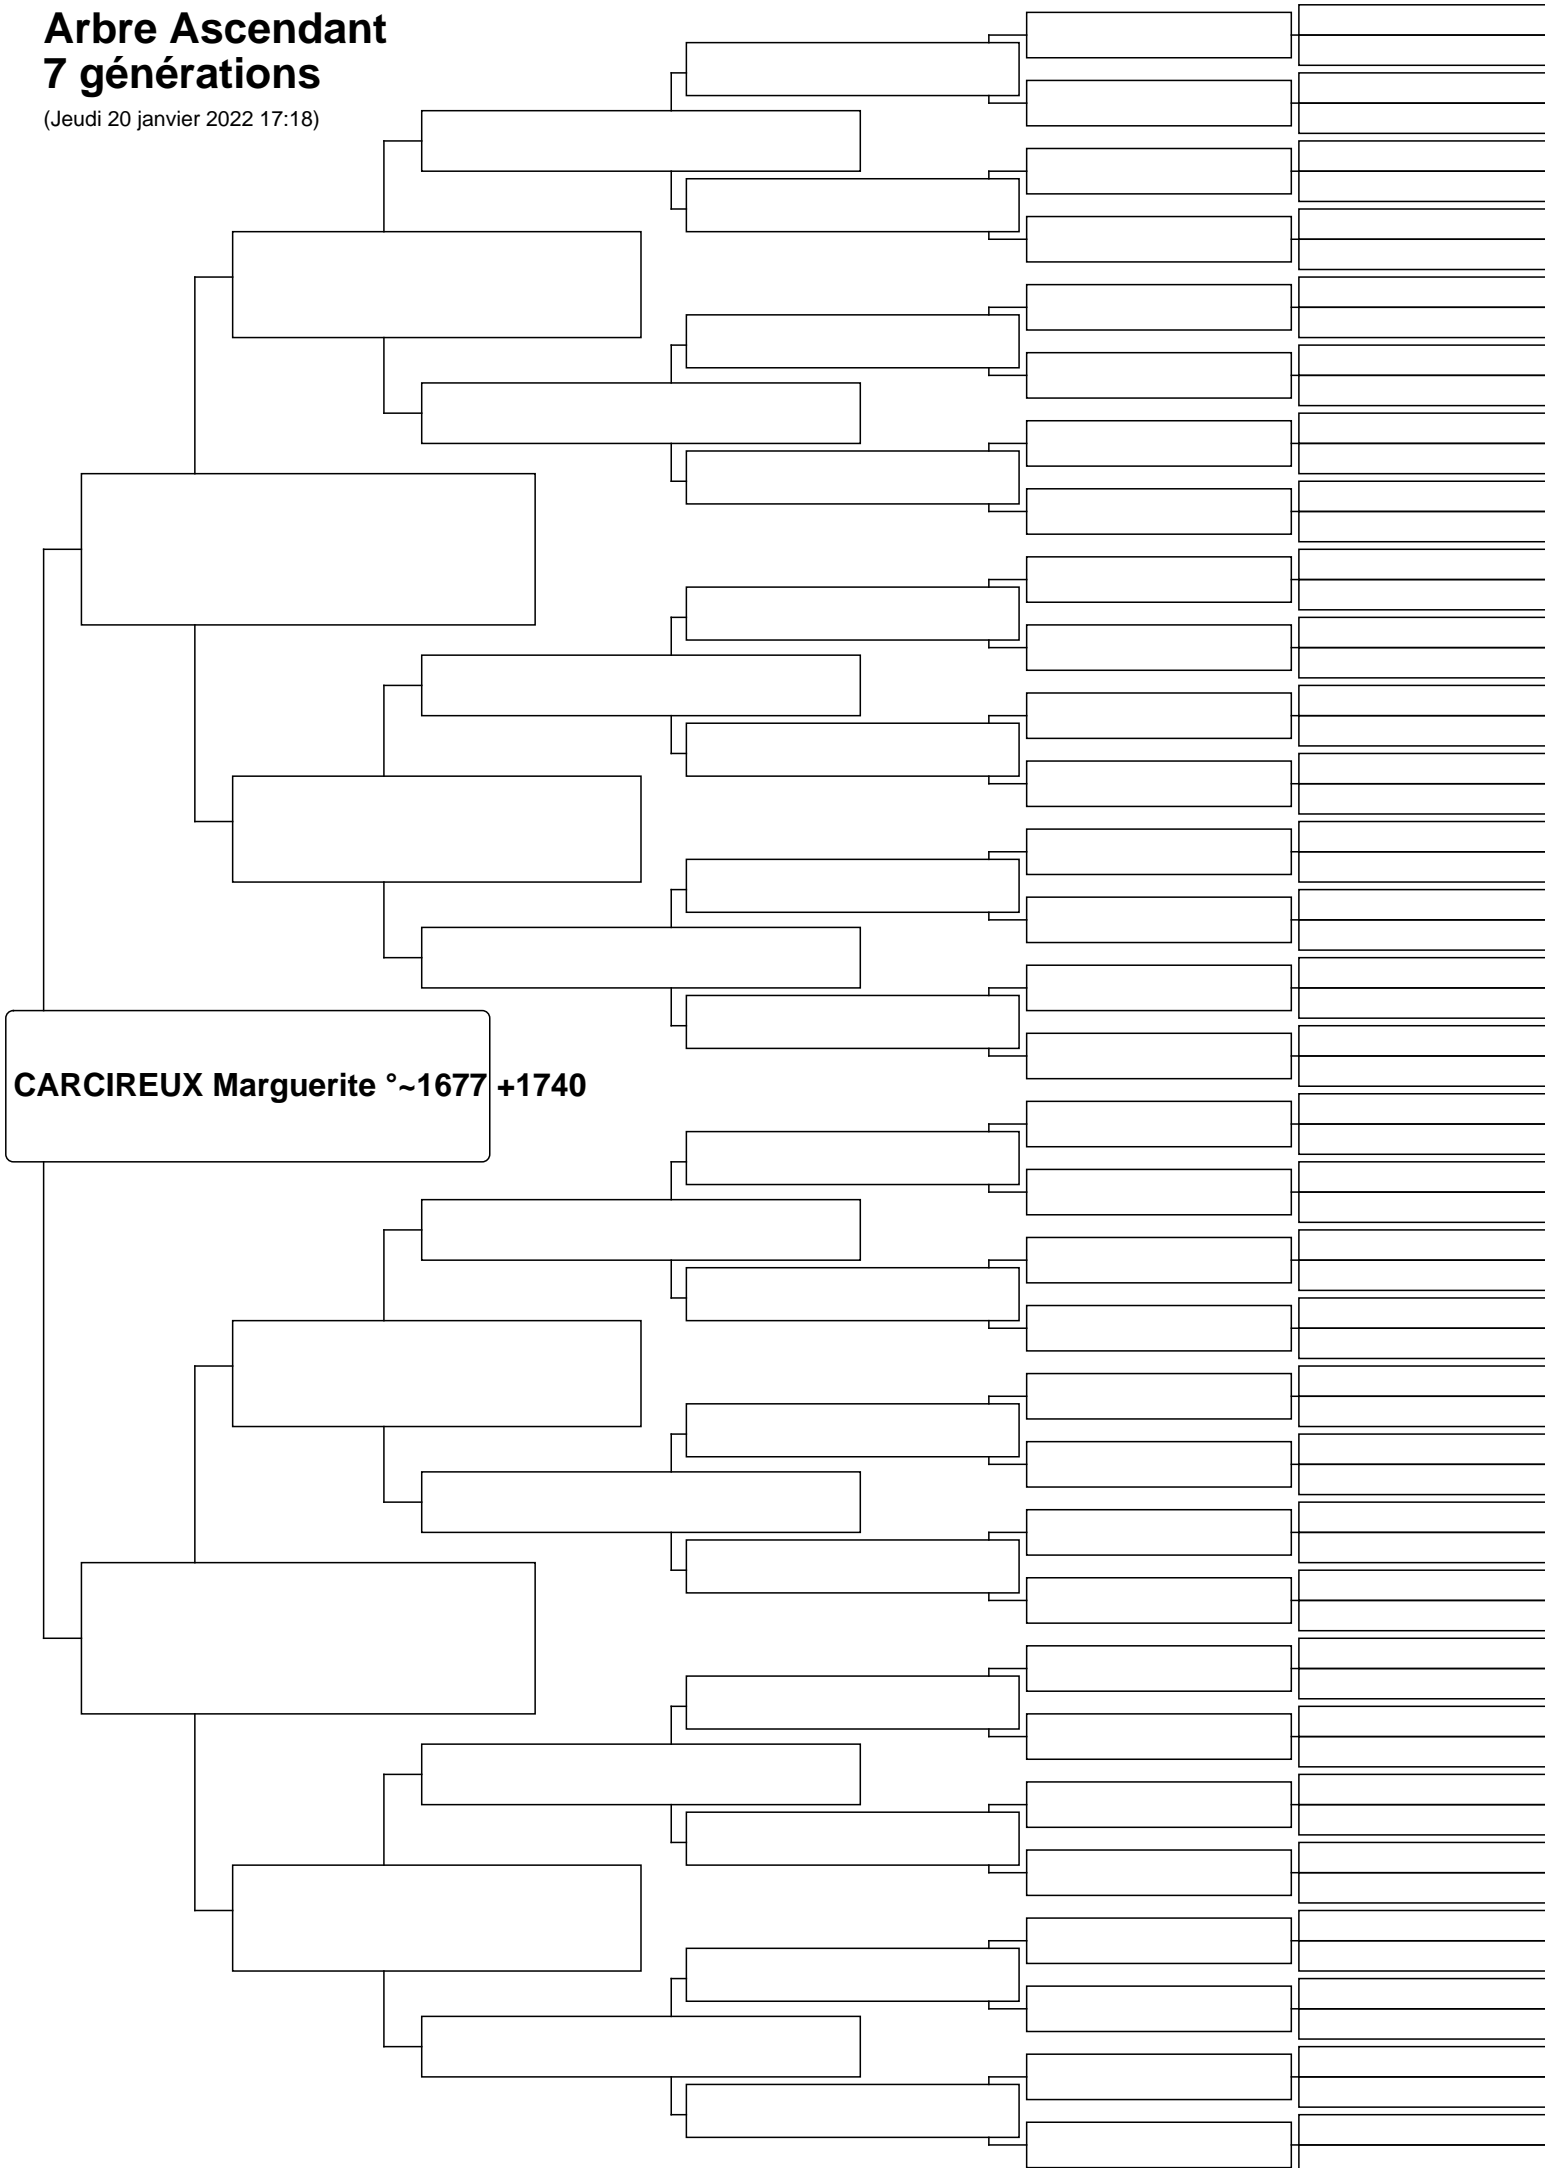 Arbre Ascendant
7 générations
(Jeudi 20 janvier 2022 17:18)
CARCIREUX Marguerite °~1677 +1740